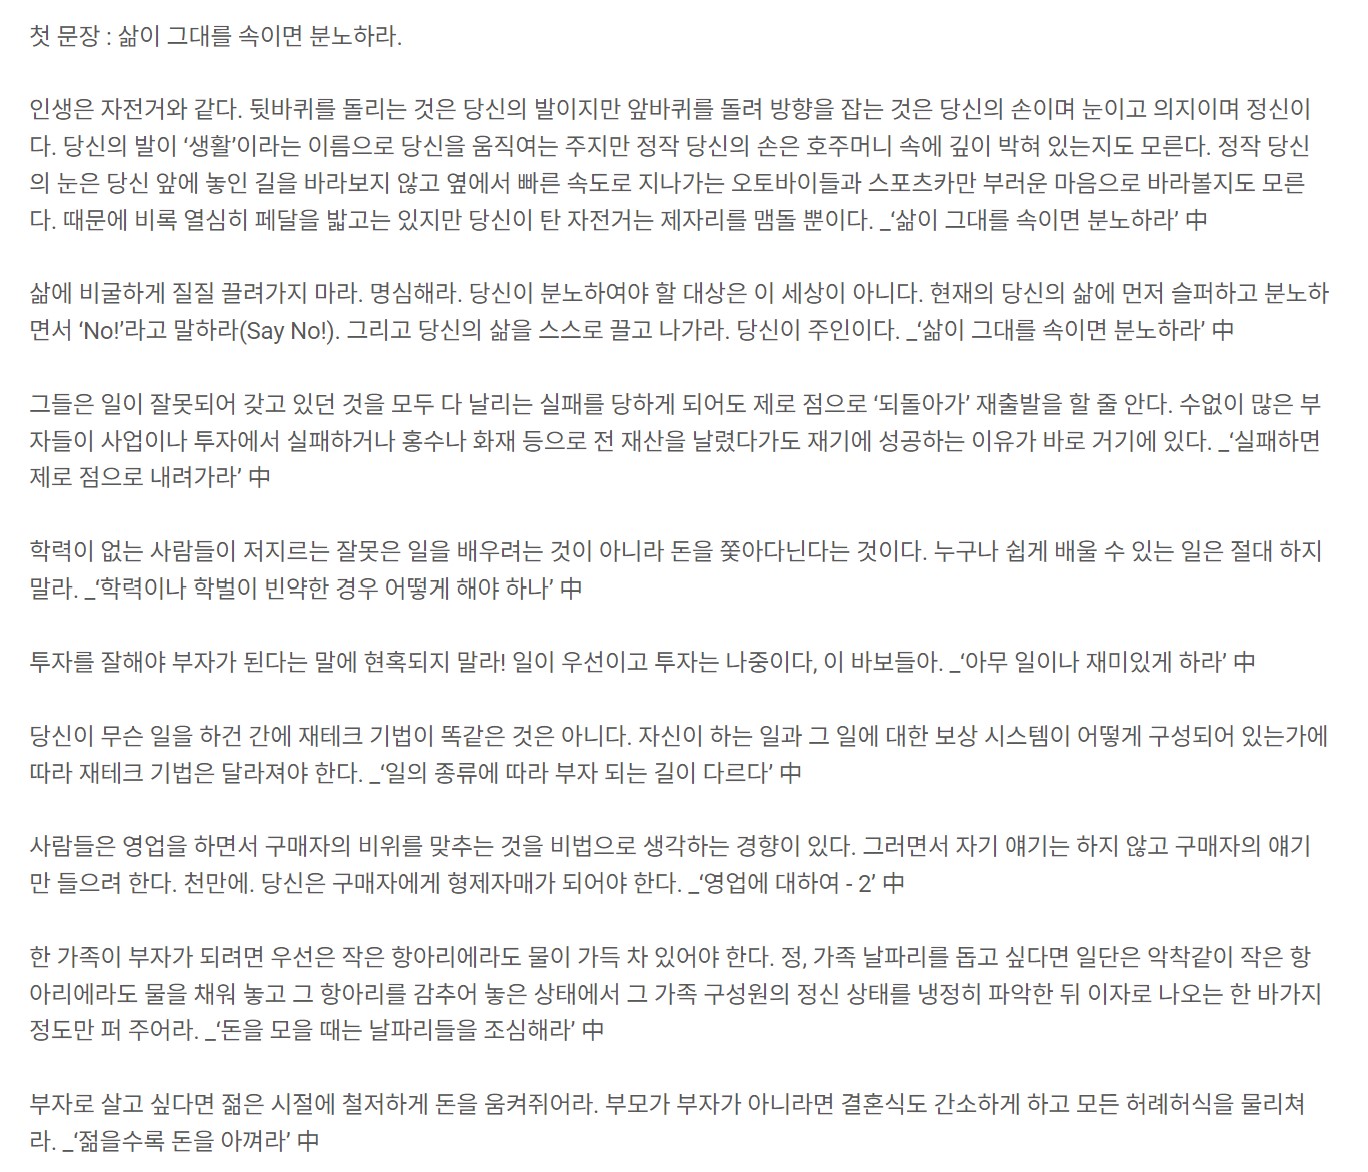 첫 문장 : 삶이 그대를 속이면 분노하라.
인생은 자전거와 같다. 뒷바퀴를 돌리는 것은 당신의 발이지만 앞바퀴를 돌려 방향을 잡는 것은 당신의 손이며 눈이고 의지이며 정신이
다. 당신의 발이 ‘생활’이라는 이름으로 당신을 움직여는 주지만 정작 당신의 손은 호주머니 속에 깊이 박혀 있는지도 모른다. 정작 당신
의 눈은 당신 앞에 놓인 길을 바라보지 않고 옆에서 빠른 속도로 지나가는 오토바이들과 스포츠카만 부러운 마음으로 바라볼지도 모른
다. 때문에 비록 열심히 페달을 밟고는 있지만 당신이 탄 자전거는 제자리를 맴돌 뿐이다. _‘삶이 그대를 속이면 분노하라’ 中
삶에 비굴하게 질질 끌려가지 마라. 명심해라. 당신이 분노하여야 할 대상은 이 세상이 아니다. 현재의 당신의 삶에 먼저 슬퍼하고 분노하
면서 ‘No!’라고 말하라(Say No!). 그리고 당신의 삶을 스스로 끌고 나가라. 당신이 주인이다. _‘삶이 그대를 속이면 분노하라’ 中
그들은 일이 잘못되어 갖고 있던 것을 모두 다 날리는 실패를 당하게 되어도 제로 점으로 ‘되돌아가’ 재출발을 할 줄 안다. 수없이 많은 부
자들이 사업이나 투자에서 실패하거나 홍수나 화재 등으로 전 재산을 날렸다가도 재기에 성공하는 이유가 바로 거기에 있다. _‘실패하면
제로 점으로 내려가라’ 中
학력이 없는 사람들이 저지르는 잘못은 일을 배우려는 것이 아니라 돈을 쫓아다닌다는 것이다. 누구나 쉽게 배울 수 있는 일은 절대 하지
말라. _‘학력이나 학벌이 빈약한 경우 어떻게 해야 하나’ 中
투자를 잘해야 부자가 된다는 말에 현혹되지 말라! 일이 우선이고 투자는 나중이다, 이 바보들아. _‘아무 일이나 재미있게 하라’ 中
당신이 무슨 일을 하건 간에 재테크 기법이 똑같은 것은 아니다. 자신이 하는 일과 그 일에 대한 보상 시스템이 어떻게 구성되어 있는가에
따라 재테크 기법은 달라져야 한다. _‘일의 종류에 따라 부자 되는 길이 다르다’ 中
사람들은 영업을 하면서 구매자의 비위를 맞추는 것을 비법으로 생각하는 경향이 있다. 그러면서 자기 얘기는 하지 않고 구매자의 얘기
만 들으려 한다. 천만에. 당신은 구매자에게 형제자매가 되어야 한다. _‘영업에 대하여 - 2’ 中
한 가족이 부자가 되려면 우선은 작은 항아리에라도 물이 가득 차 있어야 한다. 정, 가족 날파리를 돕고 싶다면 일단은 악착같이 작은 항
아리에라도 물을 채워 놓고 그 항아리를 감추어 놓은 상태에서 그 가족 구성원의 정신 상태를 냉정히 파악한 뒤 이자로 나오는 한 바가지
정도만 퍼 주어라. _‘돈을 모을 때는 날파리들을 조심해라’ 中
부자로 살고 싶다면 젊은 시절에 철저하게 돈을 움켜쥐어라. 부모가 부자가 아니라면 결혼식도 간소하게 하고 모든 허례허식을 물리쳐
라. _‘젊을수록 돈을 아껴라’ 中